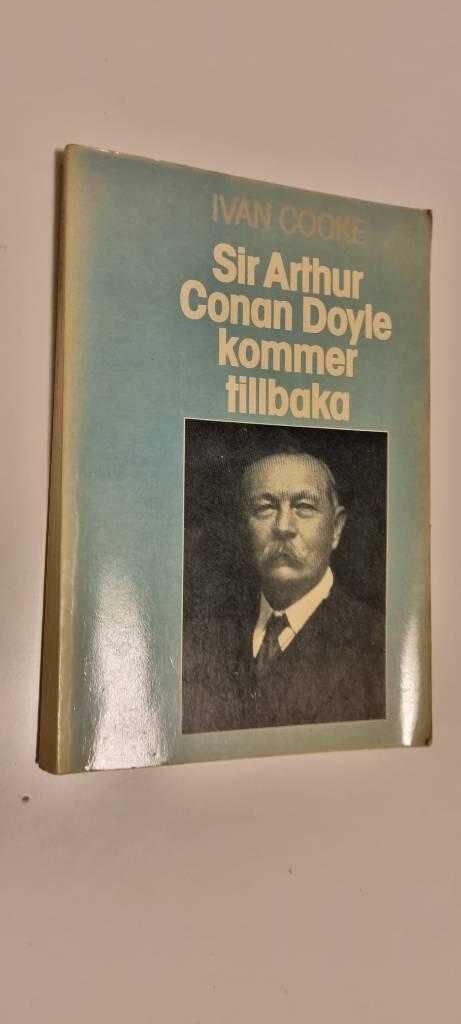 IVAN COOKE
Sir Arthur
Conan Doyle
kommer
tillbaka